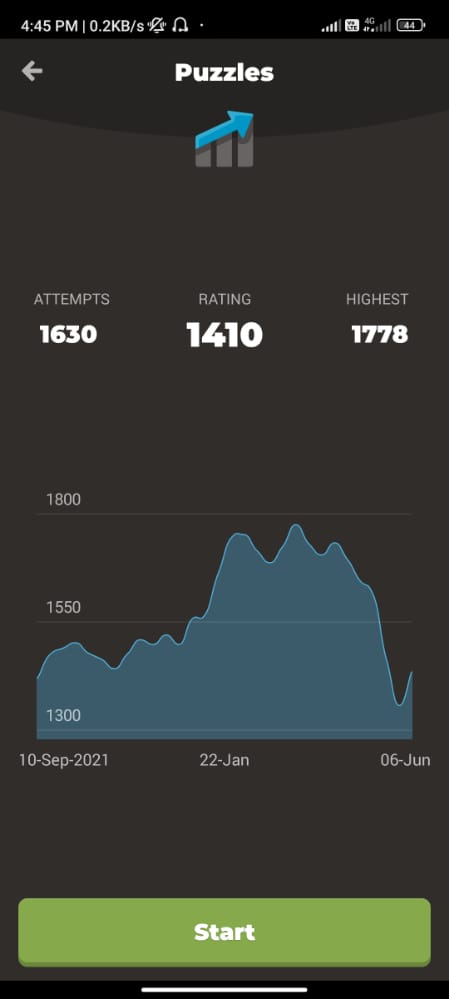 4:45 PM | 0.2KB/s
4G
44
Puzzles
ATTEMPTS RATING HIGHEST
1630 1410 1778
1800
1550
1300
10-Sep-2021 22-Jan 06-Jun
Start